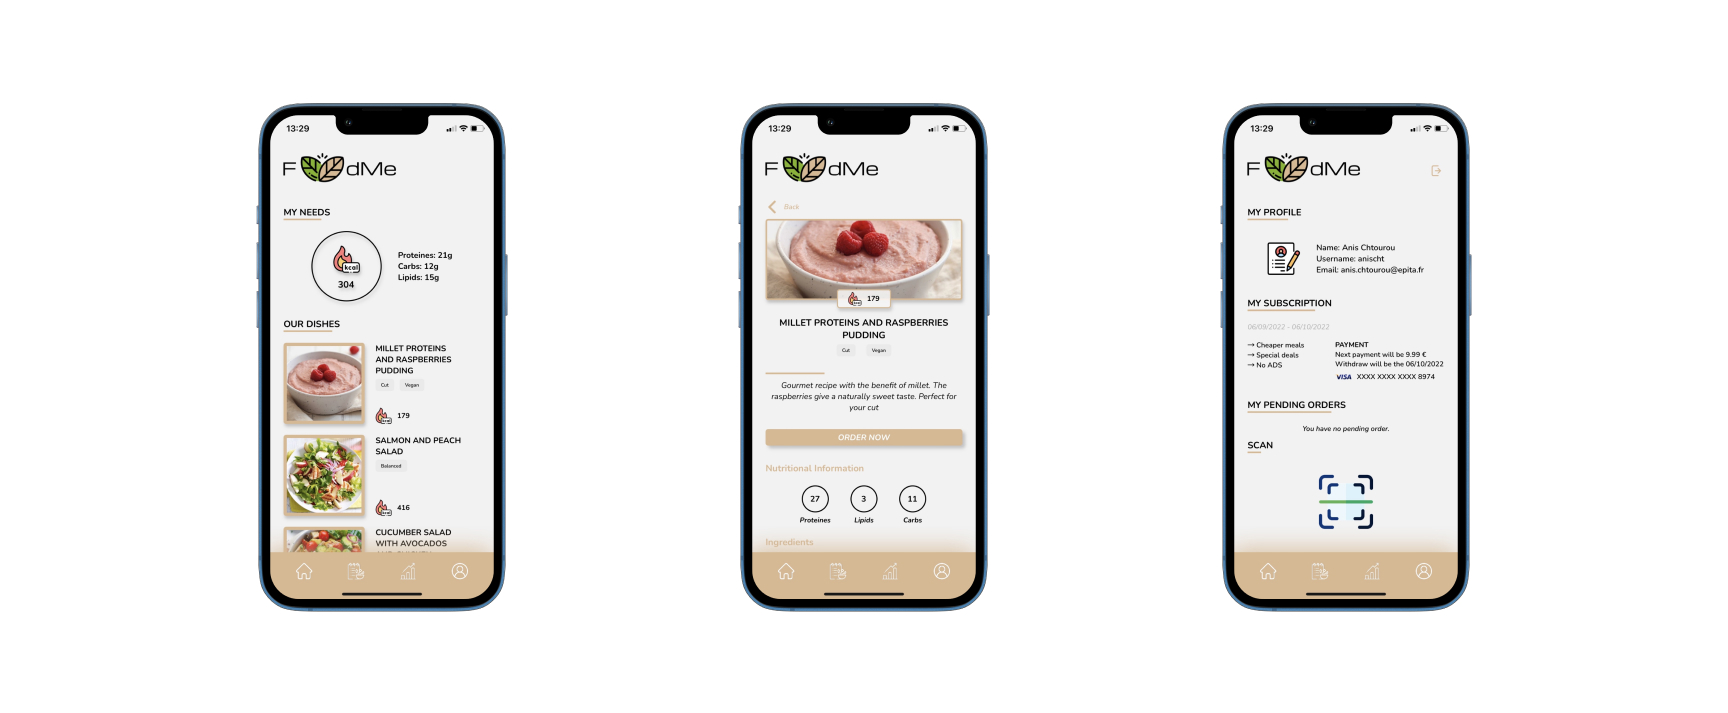 13:29
F dMe
MY NEEDS
kcal
304
Proteines: 21g
Carbs: 12g
Lipids: 15g
OUR DISHES
MILLET PROTEINS
AND RASPBERRIES
PUDDING
Cut Vegan
179
SALMON AND PEACH
SALAD
Balanced
416
CUCUMBER SALAD
WITH AVOCADOS
13:29
F dMe
Back
179
MILLET PROTEINS AND RASPBERRIES
PUDDING
Cut Vegan
Gourmet recipe with the benefit of millet. The
raspberries give a naturally sweet taste. Perfect for
your cut
ORDER NOW
Nutritional Information
27 3 11
Proteines Lipids Carbs
Ingredients
13:29
F dMe
MY PROFILE
Name: Anis Chtourou
Username: anischt
Email: anis.chtourou@epita.fr
MY SUBSCRIPTION
06/09/2022 - 06/10/2022
→ Cheaper meals
→ Special deals
→ No ADS
PAYMENT
Next payment will be 9.99 €
Withdraw will be the 06/10/2022
VISA XXXX XXXX XXXX 8974
MY PENDING ORDERS
You have no pending order.
SCAN